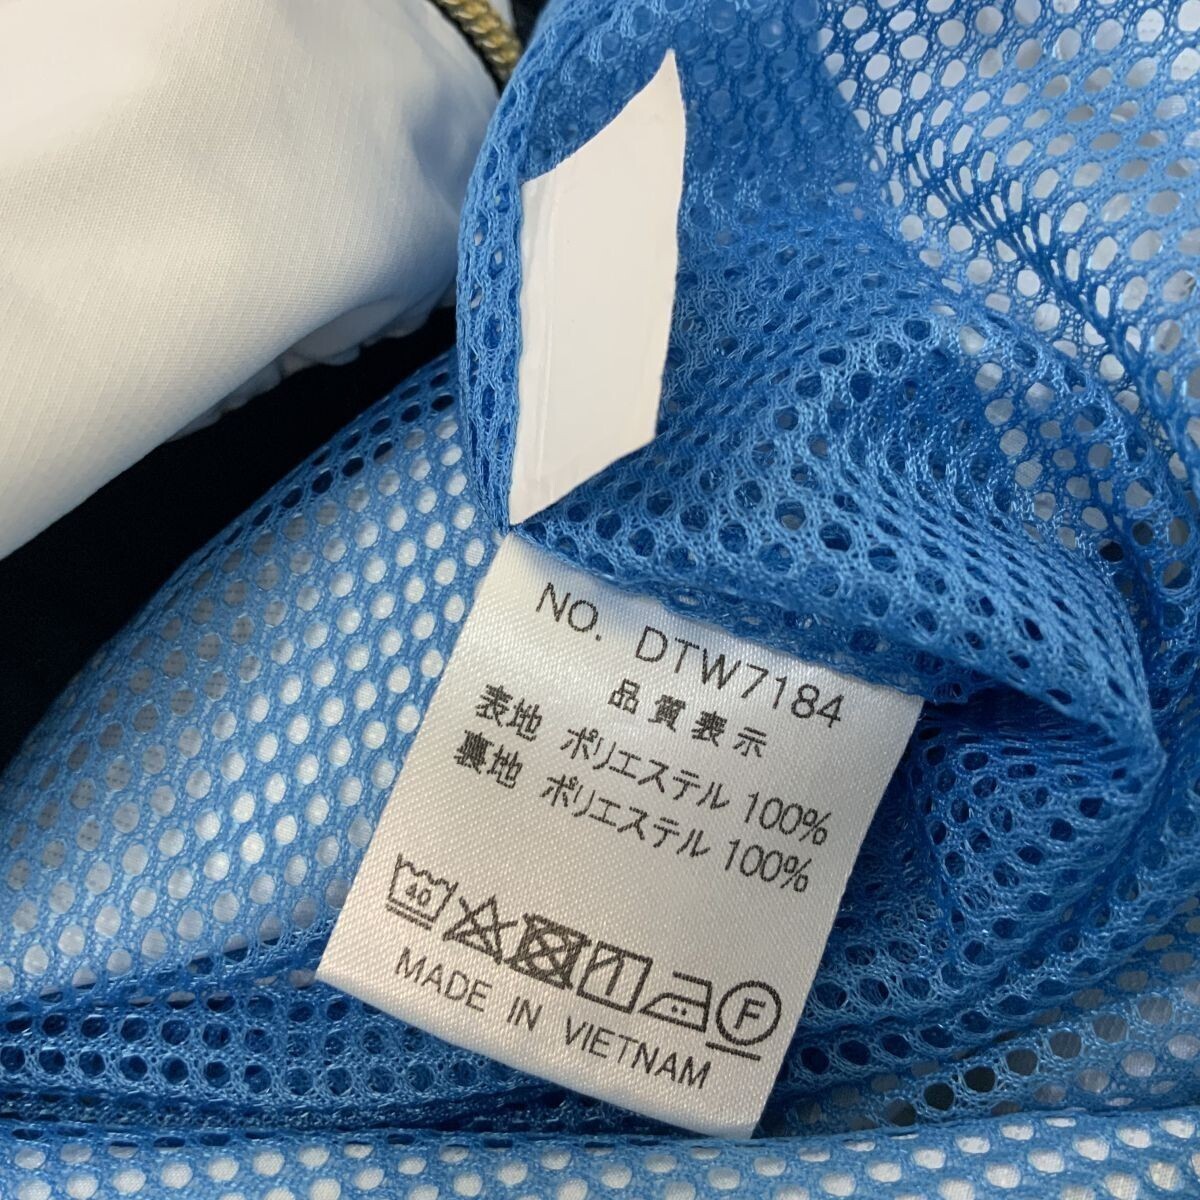 NO. DTW7184
品質表示
表地 ポリエステル 100%
裏地 ポリエステル 100%
40 F
MADE IN VIETNAM